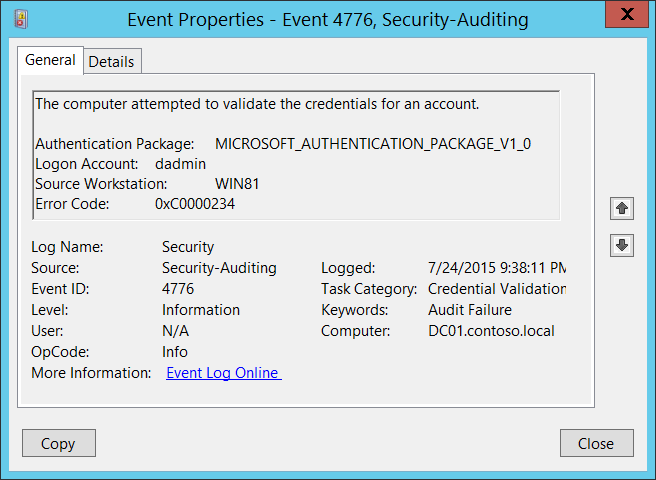 Event Properties - Event 4776, Security-Auditing
X
General Details
The computer attempted to validate the credentials for an account.
Authentication Package: MICROSOFT_AUTHENTICATION_PACKAGE_V1_0
Logon Account: dadmin
Source Workstation: WIN81
Error Code: 0xC0000234
Log Name: Security
Source: Security-Auditing Logged: 7/24/2015 9:38:11 PM
Event ID: 4776 Task Category: Credential Validation
Level: Information Keywords: Audit Failure
User: N/A Computer: DC01.contoso.local
OpCode: Info
More Information: Event Log Online
Copy Close